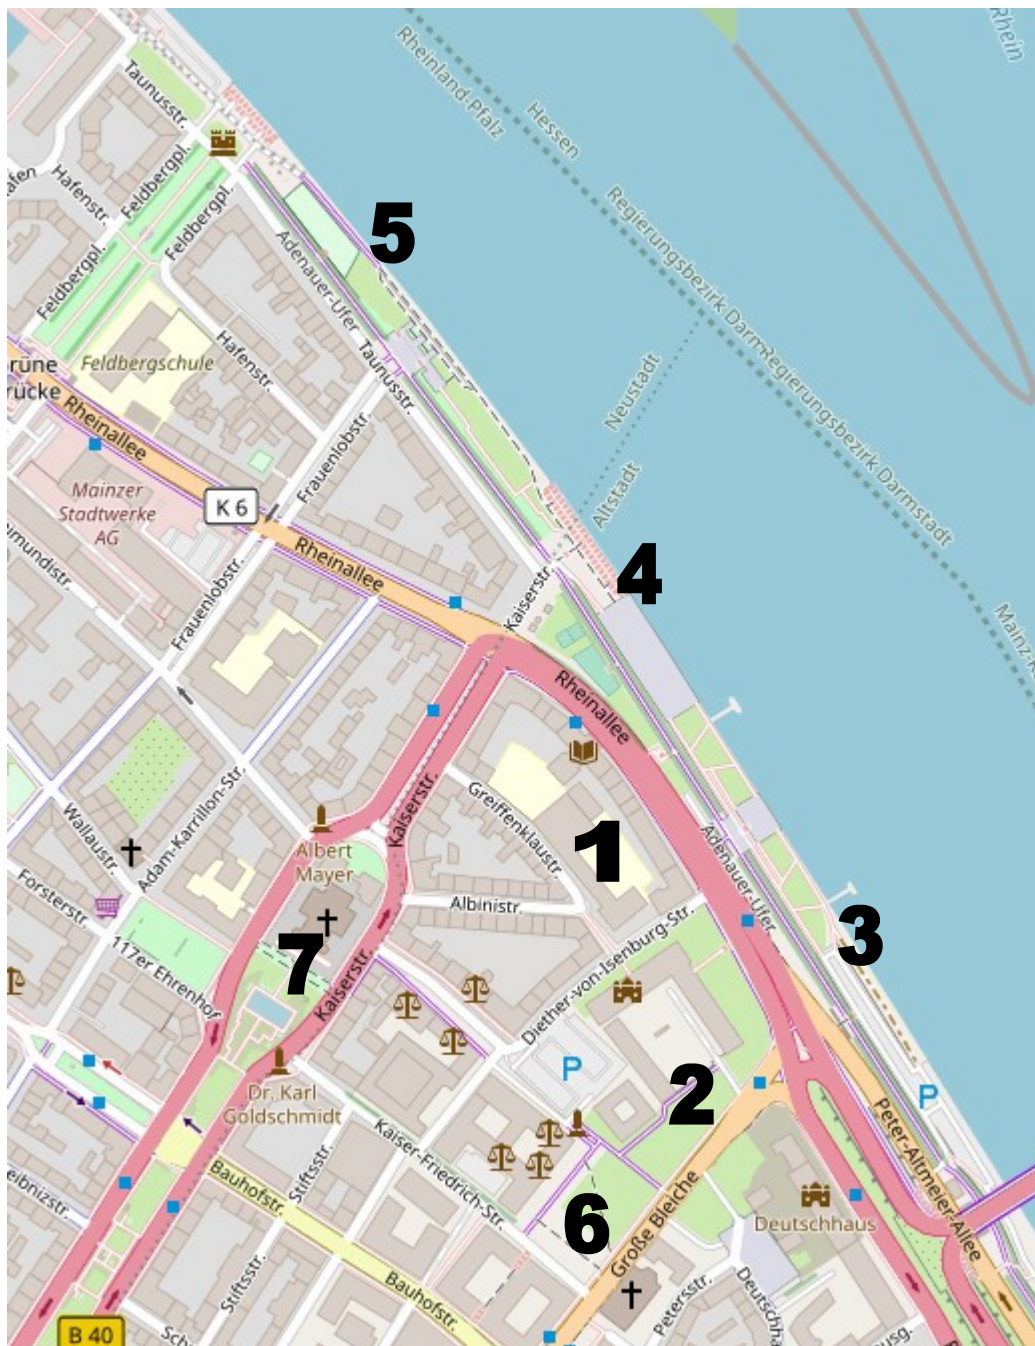 Rhein
Rheinland-Pfalz
Hessen
Taunusstr.
Feldbergpl.
Hafenstr.
Feldbergpl.
Regierungsbezirk Darm
Regierungsbezirk Darmstadt
5
Adenauer-Ufer
Feldbergpl.
Hafenstr.
Feldbergschule
Taunusstr.
Neustadt
Altstadt
rüne
rücke
Rheinallee
Frauenlobstr.
Mainzer
Stadtwerke
AG
K 6
Rheinallee
4
Kaiserstr.
Frauenlobstr.
Rheinallee
Greiffenklaustr.
Kaiserstr.
Wallaustr.
Adam-Karrillon-Str.
Albert
Mayer
1
Adenauer-Ufer
Albinistr.
Forsterstr.
117er Ehrenhof
7
Kaiserstr.
Diether-von-Isenburg-Str.
3
P
2
P
Dr. Karl
Goldschmidt
Kaiser-Friedrich-Str.
Peter-Altmeier-Allee
Stiftsstr.
Bauhofstr.
6
Große Bleiche
Deutschhaus
Stiftsstr.
Bauhofstr.
Petersstr.
Deutschha
B 40